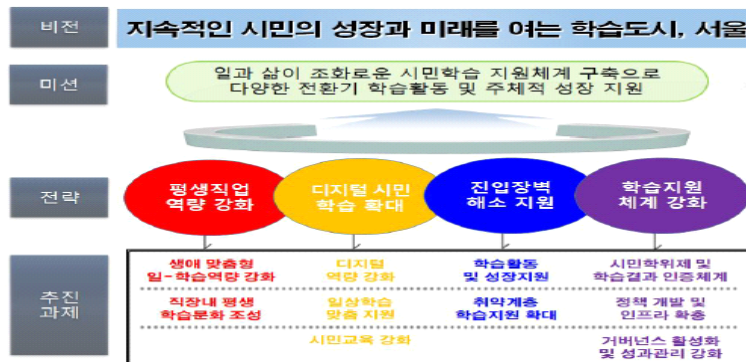 비전
지속적인 시민의 성장과 미래를 여는 학습도시, 서울
미션
일과 삶이 조화로운 시민학습 지원체계 구축으로
다양한 전환기 학습활동 및 주체적 성장 지원
전략
평생직업
역량 강화
디지털 시민
학습 확대
진입장벽
해소 지원
학습지원
체계 강화
추진
과제
생애 맞춤형
일-학습역량 강화
디지털
역량 강화
학습활동
및 성장지원
시민학위제 및
학습결과 인증체계
직장내 평생
학습문화 조성
일상학습
맞춤 지원
취약계층
학습지원 확대
정책 개발 및
인프라 확충
시민교육 강화
거버넌스 활성화
및 성과관리 강화